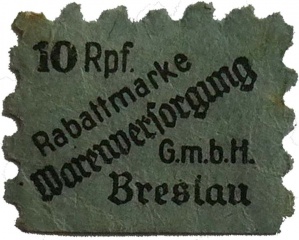 10 Rpf.
Rabattmarke
Warenversorgung
G.m.b.H.
Breslau